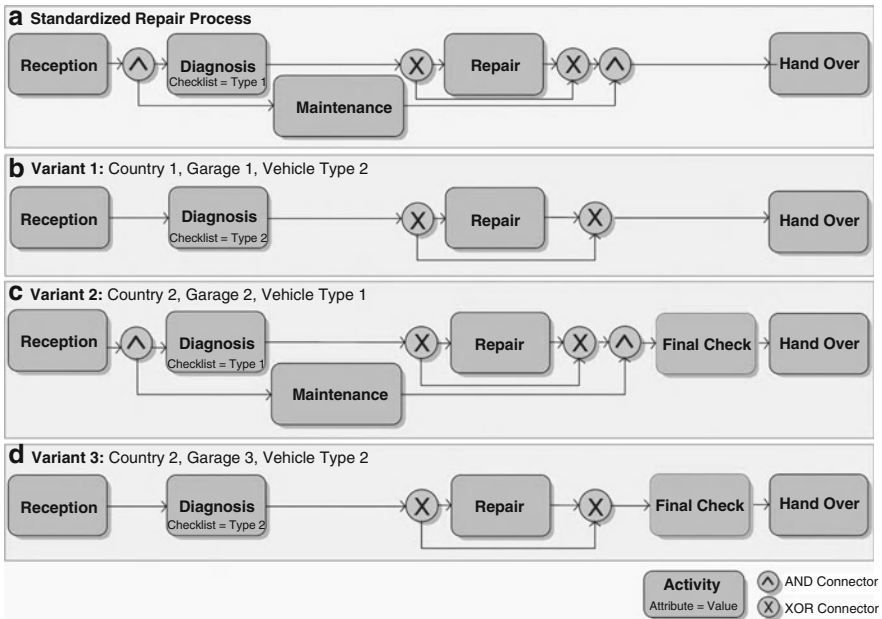 a Standardized Repair Process
Reception
Diagnosis
Checklist = Type 1
Maintenance
X
Repair
X
Hand Over
b Variant 1: Country 1, Garage 1, Vehicle Type 2
Reception
Diagnosis
Checklist = Type 2
X
Repair
X
Hand Over
c Variant 2: Country 2, Garage 2, Vehicle Type 1
Reception
Diagnosis
Checklist = Type 1
Maintenance
X
Repair
X
Final Check
Hand Over
d Variant 3: Country 2, Garage 3, Vehicle Type 2
Reception
Diagnosis
Checklist = Type 2
X
Repair
X
Final Check
Hand Over
Activity
Attribute = Value
AND Connector
X
XOR Connector